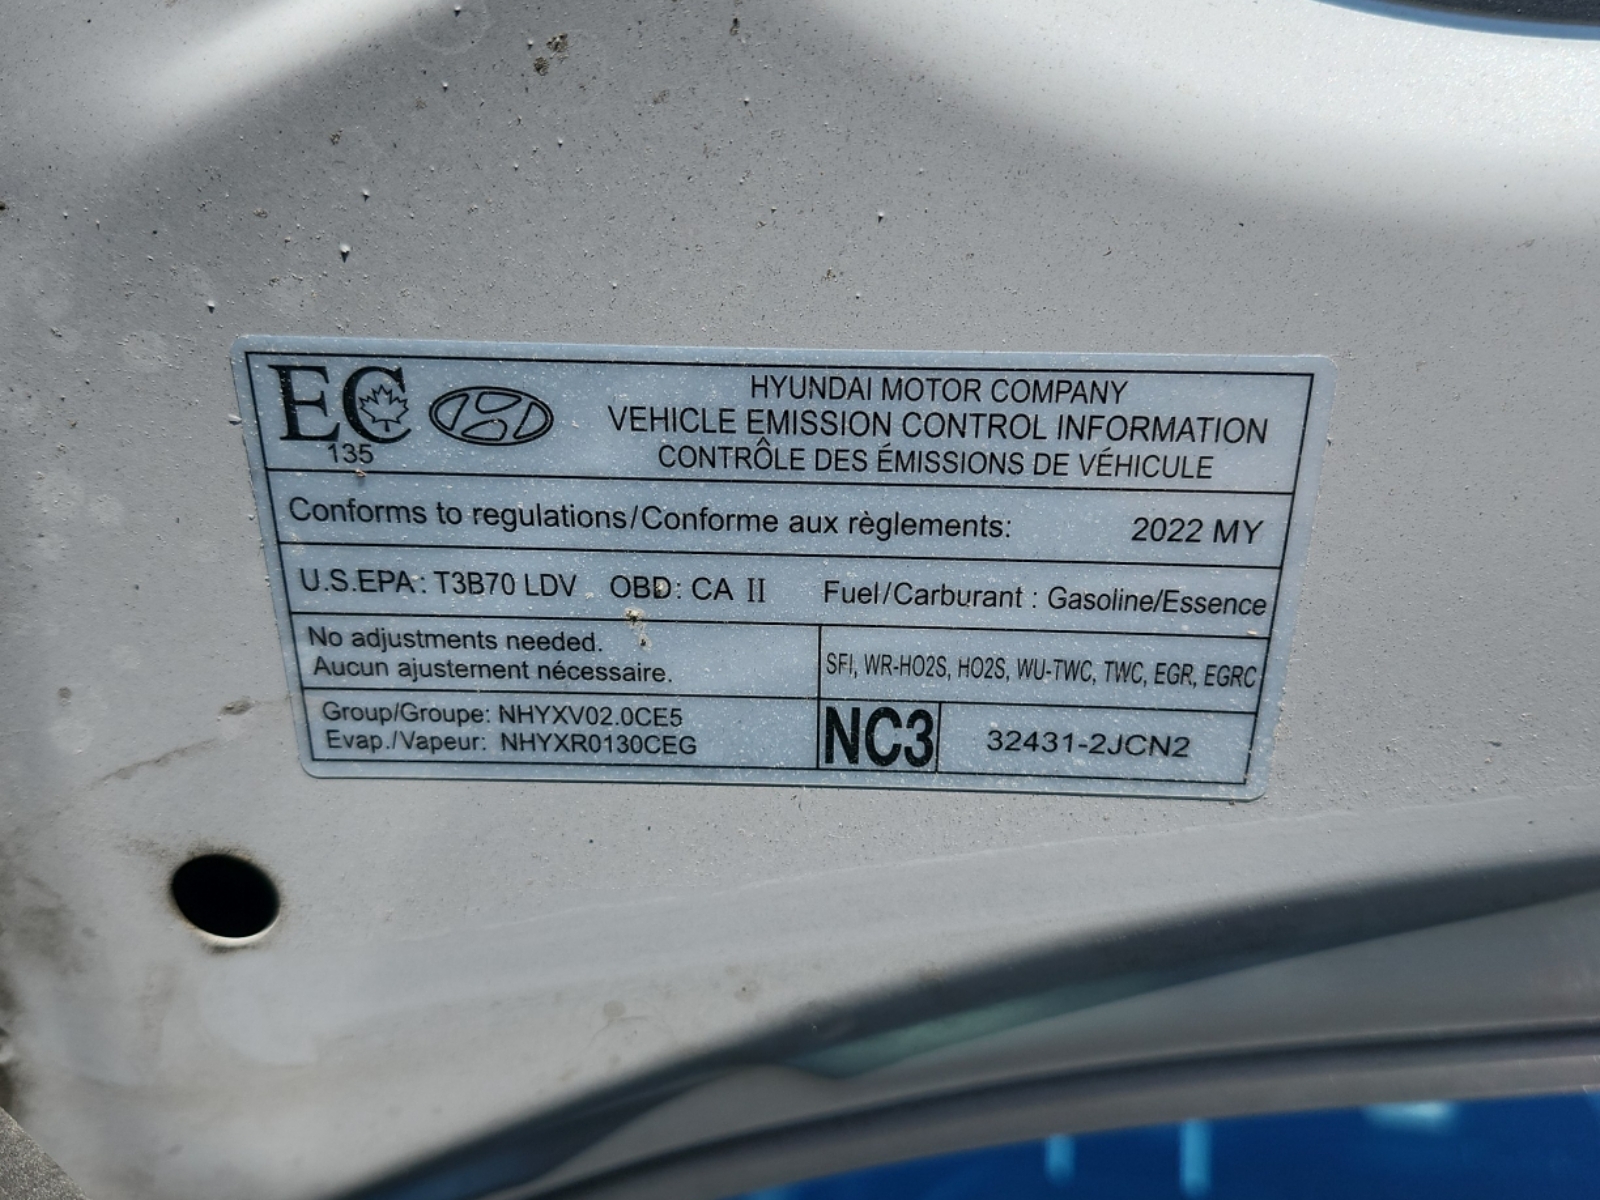 EC
135
HYUNDAI MOTOR COMPANY
VEHICLE EMISSION CONTROL INFORMATION
CONTRÔLE DES ÉMISSIONS DE VÉHICULE
Conforms to regulations/Conforme aux règlements: 2022 MY
U.S.EPA: T3B70 LDV OBD: CA II Fuel/Carburant : Gasoline/Essence
No adjustments needed.
Aucun ajustement nécessaire.
SFI, WR-HO2S, HO2S, WU-TWC, TWC, EGR, EGRC
Group/Groupe: NHYXV02.0CE5
Evap./Vapeur: NHYXR0130CEG
NC3
32431-2JCN2